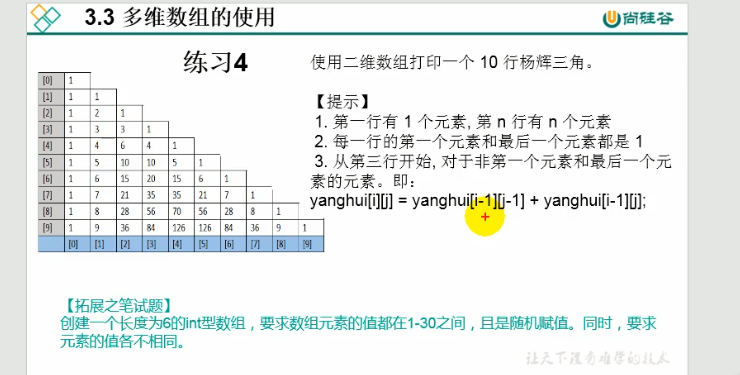 3.3 多维数组的使用
尚硅谷
练习4
使用二维数组打印一个 10 行杨辉三角。
【提示】
1. 第一行有 1 个元素, 第 n 行有 n 个元素
2. 每一行的第一个元素和最后一个元素都是 1
3. 从第三行开始, 对于非第一个元素和最后一个元
素的元素。即：
yanghui[i][j] = yanghui[i-1][j-1] + yanghui[i-1][j];
[0] 1
[1] 1 1
[2] 1 2 1
[3] 1 3 3 1
[4] 1 4 6 4 1
[5] 1 5 10 10 5 1
[6] 1 6 15 20 15 6 1
[7] 1 7 21 35 35 21 7 1
[8] 1 8 28 56 70 56 28 8 1
[9] 1 9 36 84 126 126 84 36 9 1
[0] [1] [2] [3] [4] [5] [6] [7] [8] [9]
【拓展之笔试题】
创建一个长度为6的int型数组，要求数组元素的值都在1-30之间，且是随机赋值。同时，要求
元素的值各不相同。
让天下没有难学的技术